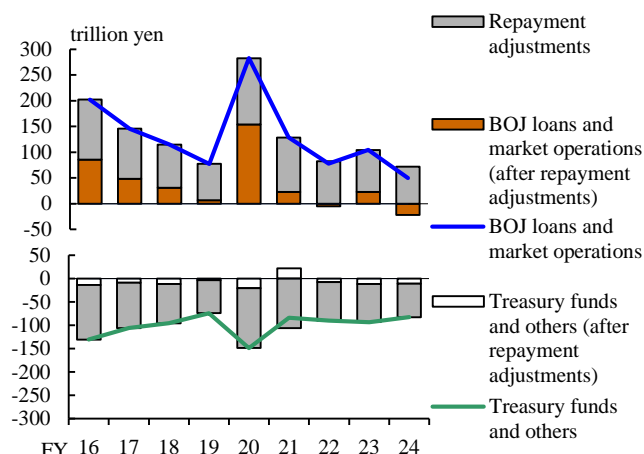 trillion yen
300
250
200
150
100
50
0
-50
50
0
-50
-100
-150
-200
-250
-300
FY 16 17 18 19 20 21 22 23 24
Repayment
adjustments
BOJ loans and
market operations
(after repayment
adjustments)
BOJ loans and
market operations
Treasury funds
and others (after
repayment
adjustments)
Treasury funds
and others